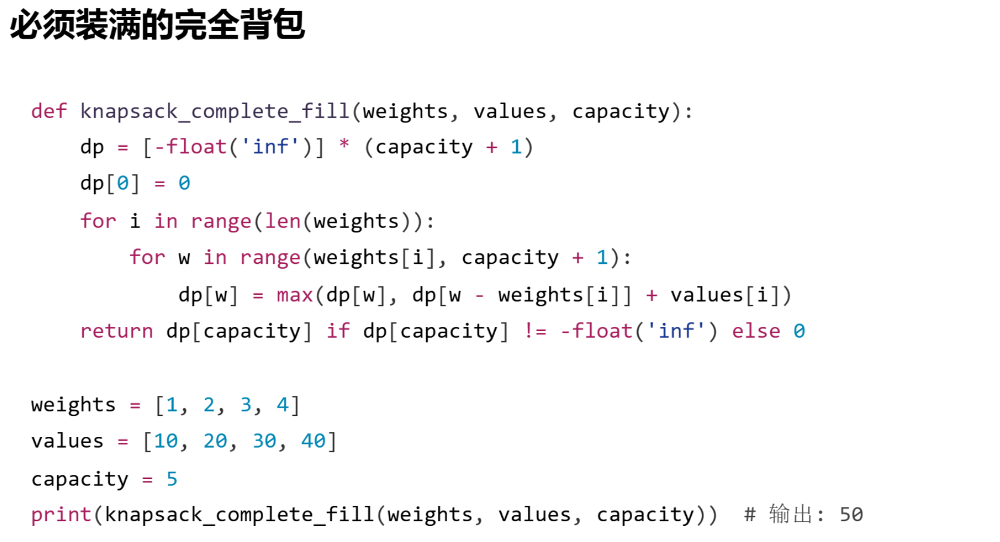 必须装满的完全背包
def knapsack_complete_fill(weights, values, capacity):
    dp = [-float('inf')] * (capacity + 1)
    dp[0] = 0
    for i in range(len(weights)):
        for w in range(weights[i], capacity + 1):
            dp[w] = max(dp[w], dp[w - weights[i]] + values[i])
    return dp[capacity] if dp[capacity] != -float('inf') else 0
weights = [1, 2, 3, 4]
values = [10, 20, 30, 40]
capacity = 5
print(knapsack_complete_fill(weights, values, capacity))  # 输出: 50